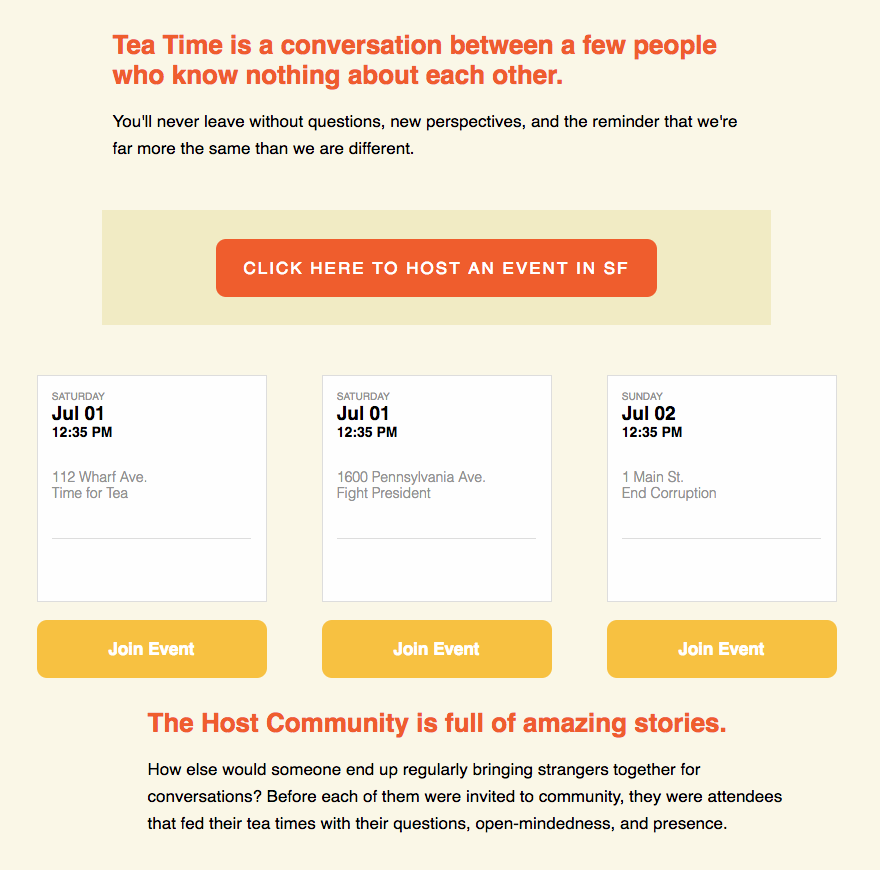 Tea Time is a conversation between a few people
who know nothing about each other.
You'll never leave without questions, new perspectives, and the reminder that we're
far more the same than we are different.
CLICK HERE TO HOST AN EVENT IN SF
SATURDAY
Jul 01
12:35 PM
112 Wharf Ave.
Time for Tea
Join Event
SATURDAY
Jul 01
12:35 PM
1600 Pennsylvania Ave.
Fight President
Join Event
SUNDAY
Jul 02
12:35 PM
1 Main St.
End Corruption
Join Event
The Host Community is full of amazing stories.
How else would someone end up regularly bringing strangers together for
conversations? Before each of them were invited to community, they were attendees
that fed their tea times with their questions, open-mindedness, and presence.